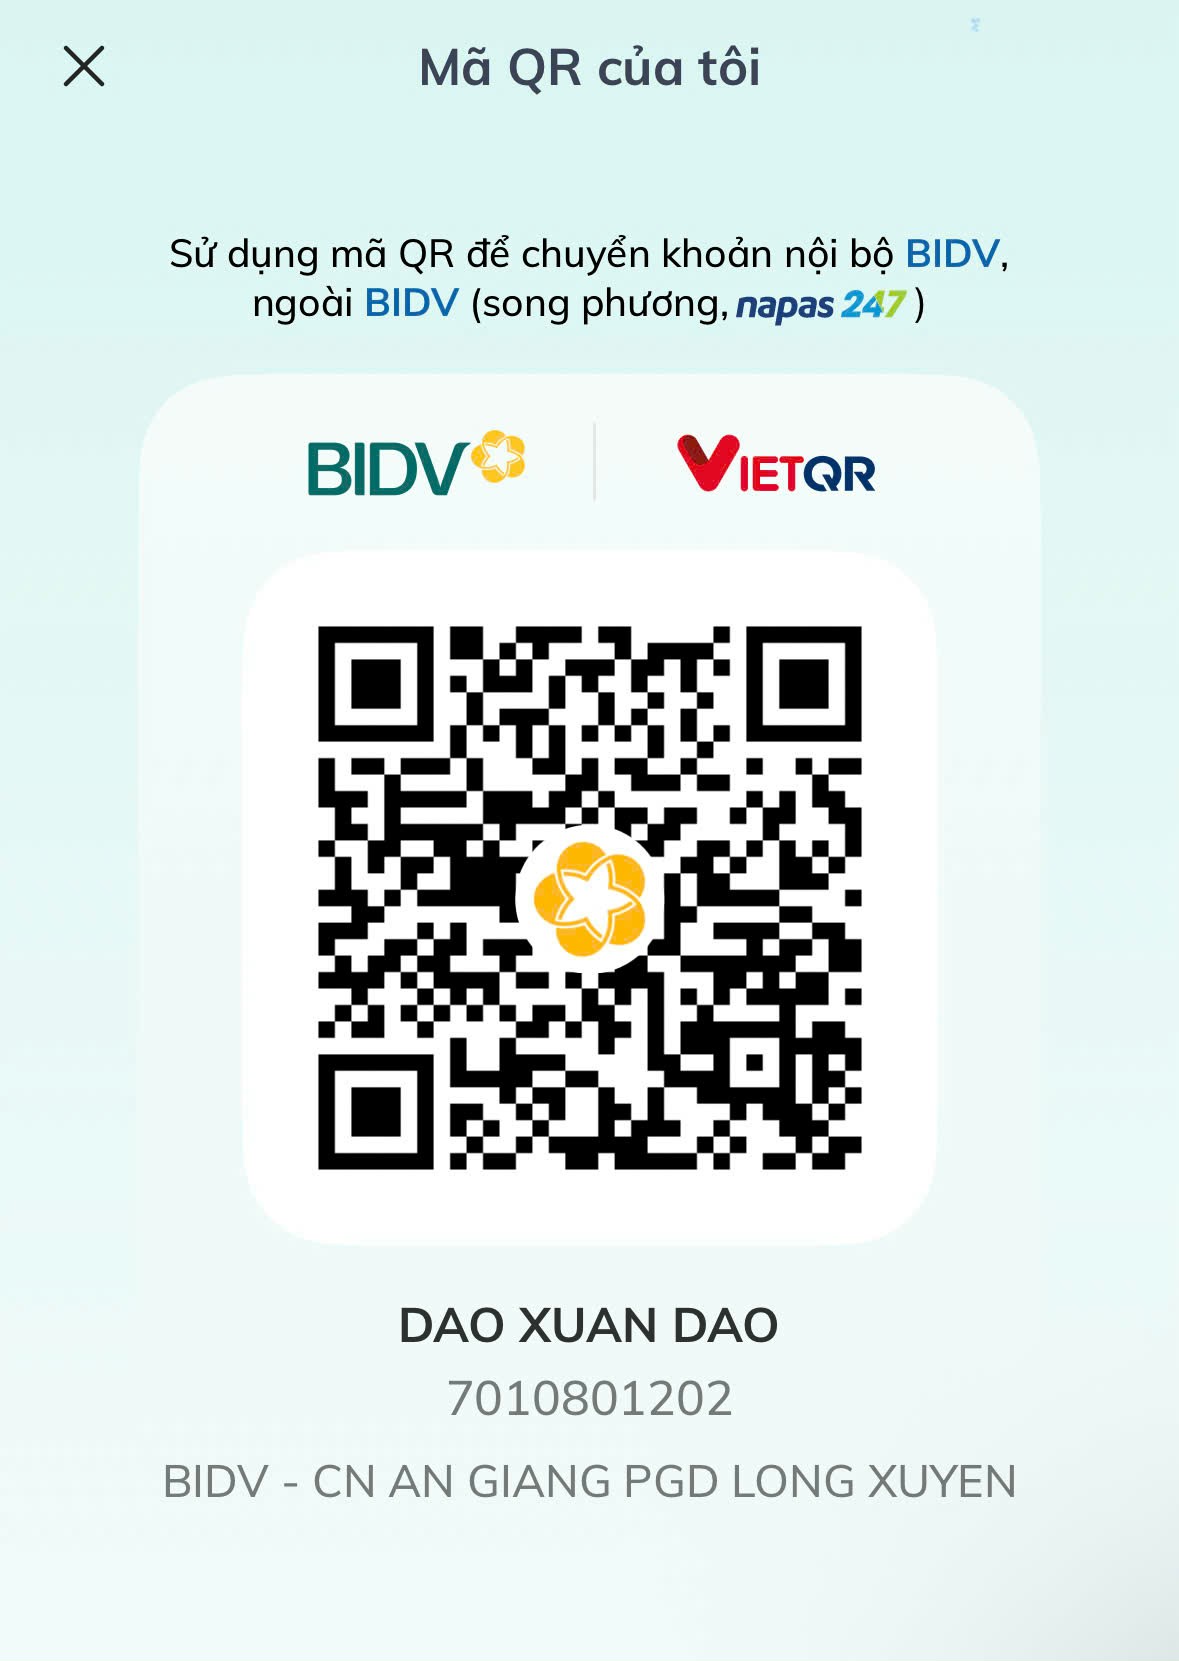 Mã QR của tôi
Sử dụng mã QR để chuyển khoản nội bộ BIDV,
ngoài BIDV (song phương, napas 247 )
BIDV
VIETQR
DAO XUAN DAO
7010801202
BIDV - CN AN GIANG PGD LONG XUYEN